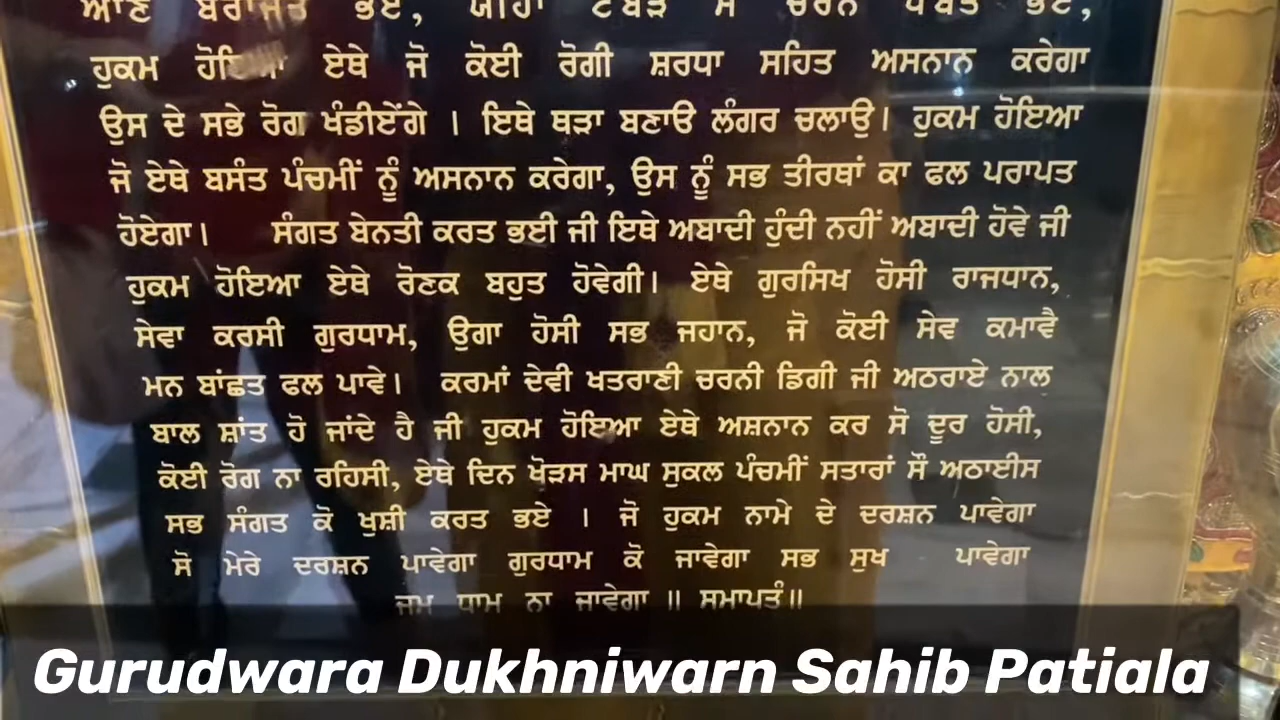 ਹੁਕਮ ਹੋਇਆ ਏਥੇ ਜੋ ਕੋਈ ਰੋਗੀ ਸ਼ਰਧਾ ਸਹਿਤ ਅਸਨਾਨ ਕਰੇਗਾ
ਉਸ ਦੇ ਸਭੇ ਰੋਗ ਖੰਡੀਏਂਗੇ । ਇਥੇ ਥੜਾ ਬਣਾਓ ਲੰਗਰ ਚਲਾਉ। ਹੁਕਮ ਹੋਇਆ
ਜੋ ਏਥੇ ਬਸੰਤ ਪੰਚਮੀਂ ਨੂੰ ਅਸਨਾਨ ਕਰੇਗਾ, ਉਸ ਨੂੰ ਸਭ ਤੀਰਥਾਂ ਕਾ ਫਲ ਪਰਾਪਤ
ਹੋਏਗਾ। ਸੰਗਤ ਬੇਨਤੀ ਕਰਤ ਭਈ ਜੀ ਇਥੇ ਅਬਾਦੀ ਹੁੰਦੀ ਨਹੀਂ ਅਬਾਦੀ ਹੋਵੇ ਜੀ
ਹੁਕਮ ਹੋਇਆ ਏਥੇ ਰੋਣਕ ਬਹੁਤ ਹੋਵੇਗੀ। ਏਥੇ ਗੁਰਸਿਖ ਹੋਸੀ ਰਾਜਧਾਨ,
ਸੇਵਾ ਕਰਸੀ ਗੁਰਧਾਮ, ਉਗਾ ਹੋਸੀ ਸਭ ਜਹਾਨ, ਜੋ ਕੋਈ ਸੇਵ ਕਮਾਵੈ
ਮਨ ਬਾਂਛਤ ਫਲ ਪਾਵੇ। ਕਰਮਾਂ ਦੇਵੀ ਖਤਰਾਣੀ ਚਰਨੀ ਡਿਗੀ ਜੀ ਅਠਰਾਏ ਨਾਲ
ਬਾਲ ਸ਼ਾਂਤ ਹੋ ਜਾਂਦੇ ਹੈ ਜੀ ਹੁਕਮ ਹੋਇਆ ਏਥੇ ਅਸ਼ਨਾਨ ਕਰ ਸੋ ਦੂਰ ਹੋਸੀ,
ਕੋਈ ਰੋਗ ਨਾ ਰਹਿਸੀ, ਏਥੇ ਦਿਨ ਖੋੜਸ ਮਾਘ ਸੁਕਲ ਪੰਚਮੀਂ ਸਤਾਰਾਂ ਸੌ ਅਠਾਈਸ
ਸਭ ਸੰਗਤ ਕੋ ਖੁਸ਼ੀ ਕਰਤ ਭਏ । ਜੋ ਹੁਕਮ ਨਾਮੇ ਦੇ ਦਰਸ਼ਨ ਪਾਵੇਗਾ
ਸੋ ਮੇਰੇ ਦਰਸ਼ਨ ਪਾਵੇਗਾ ਗੁਰਧਾਮ ਕੋ ਜਾਵੇਗਾ ਸਭ ਸੁਖ ਪਾਵੇਗਾ
ਜਮ ਧਾਮ ਨਾ ਜਾਵੇਗਾ ॥ ਸਮਾਪਤੰ॥
Gurudwara Dukhniwarn Sahib Patiala